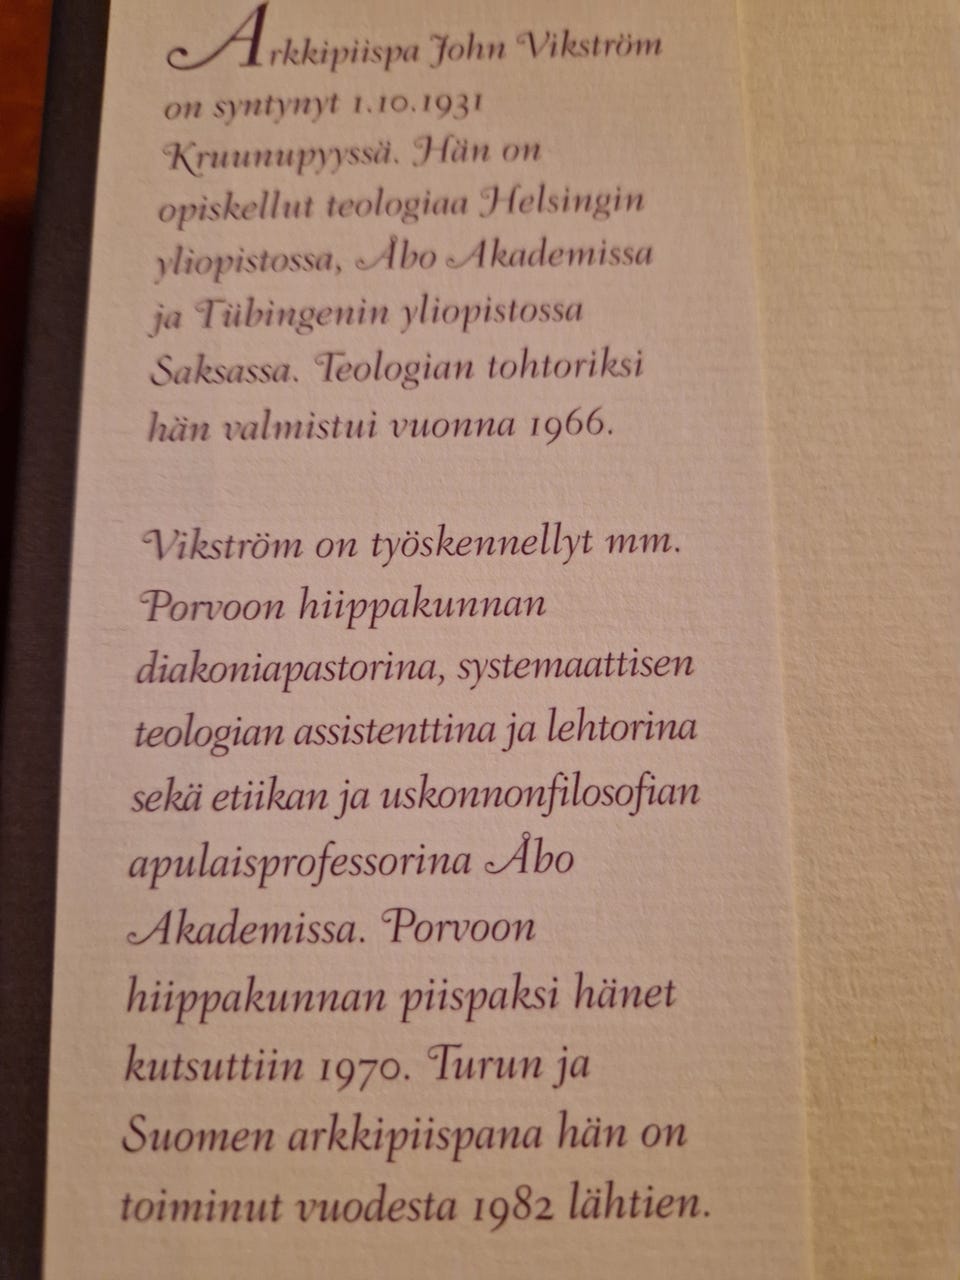 Arkkipiispa John Vikström
on syntynyt 1.10.1931
Kruunupyyssä. Hän on
opiskellut teologiaa Helsingin
yliopistossa, Åbo Akademissa
ja Tübingenin yliopistossa
Saksassa. Teologian tohtoriksi
hän valmistui vuonna 1966.
Vikström on työskennellyt mm.
Porvoon hiippakunnan
diakoniapastorina, systemaattisen
teologian assistenttina ja lehtorina
sekä etiikan ja uskonnonfilosofian
apulaisprofessorina Åbo
Akademissa. Porvoon
hiippakunnan piispaksi hänet
kutsuttiin 1970. Turun ja
Suomen arkkipiispana hän on
toiminut vuodesta 1982 lähtien.